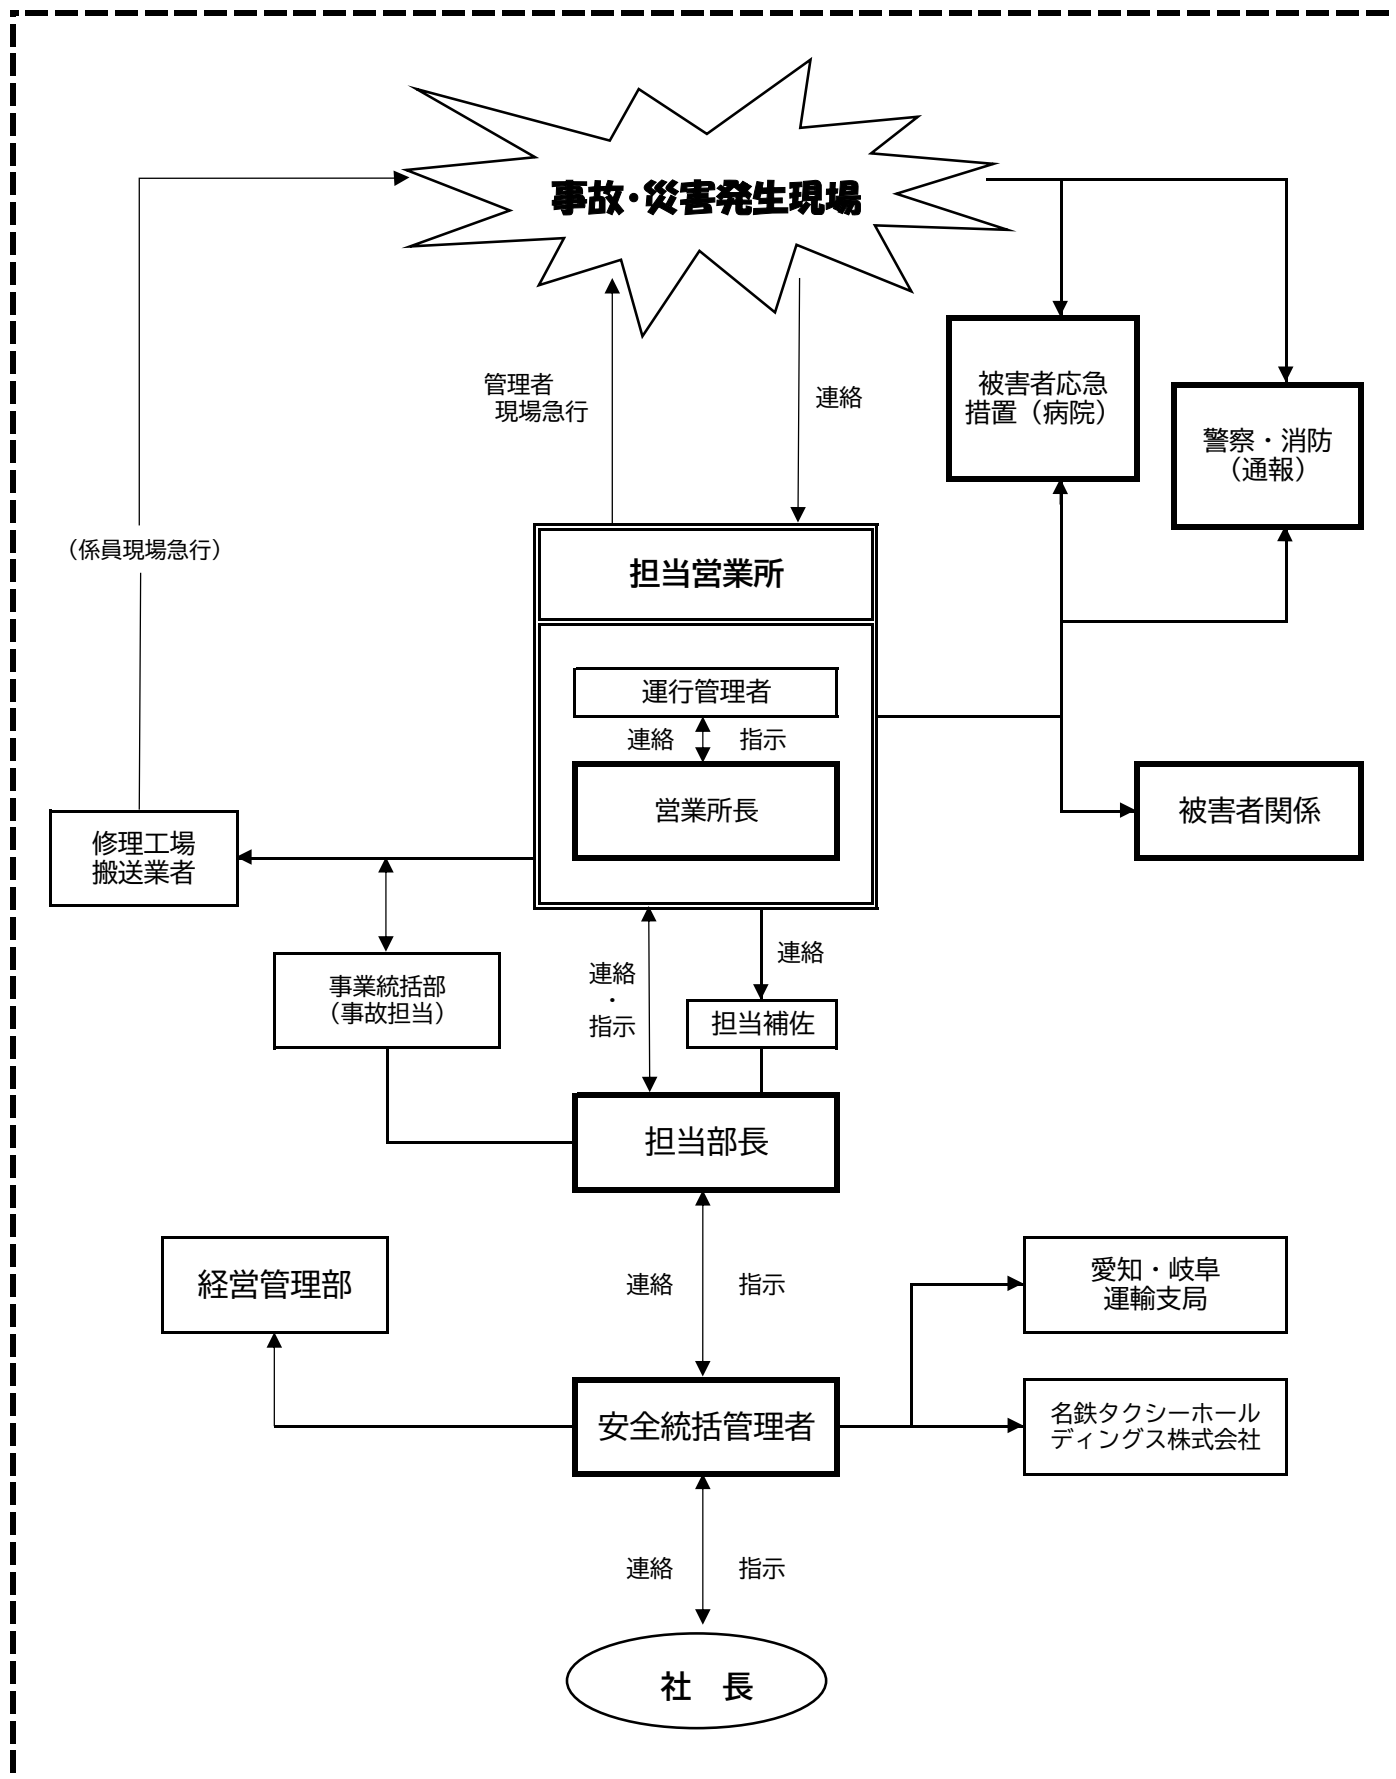 事故・災害発生現場
管理者
現場急行
連絡
被害者応急
措置（病院）
警察・消防
（通報）
（係員現場急行）
担当営業所
運行管理者
連絡
指示
営業所長
被害者関係
修理工場
搬送業者
事業統括部
（事故担当）
連絡
・
指示
連絡
担当補佐
担当部長
経営管理部
連絡
指示
愛知・岐阜
運輸支局
安全統括管理者
名鉄タクシーホール
ディングス株式会社
連絡
指示
社　長